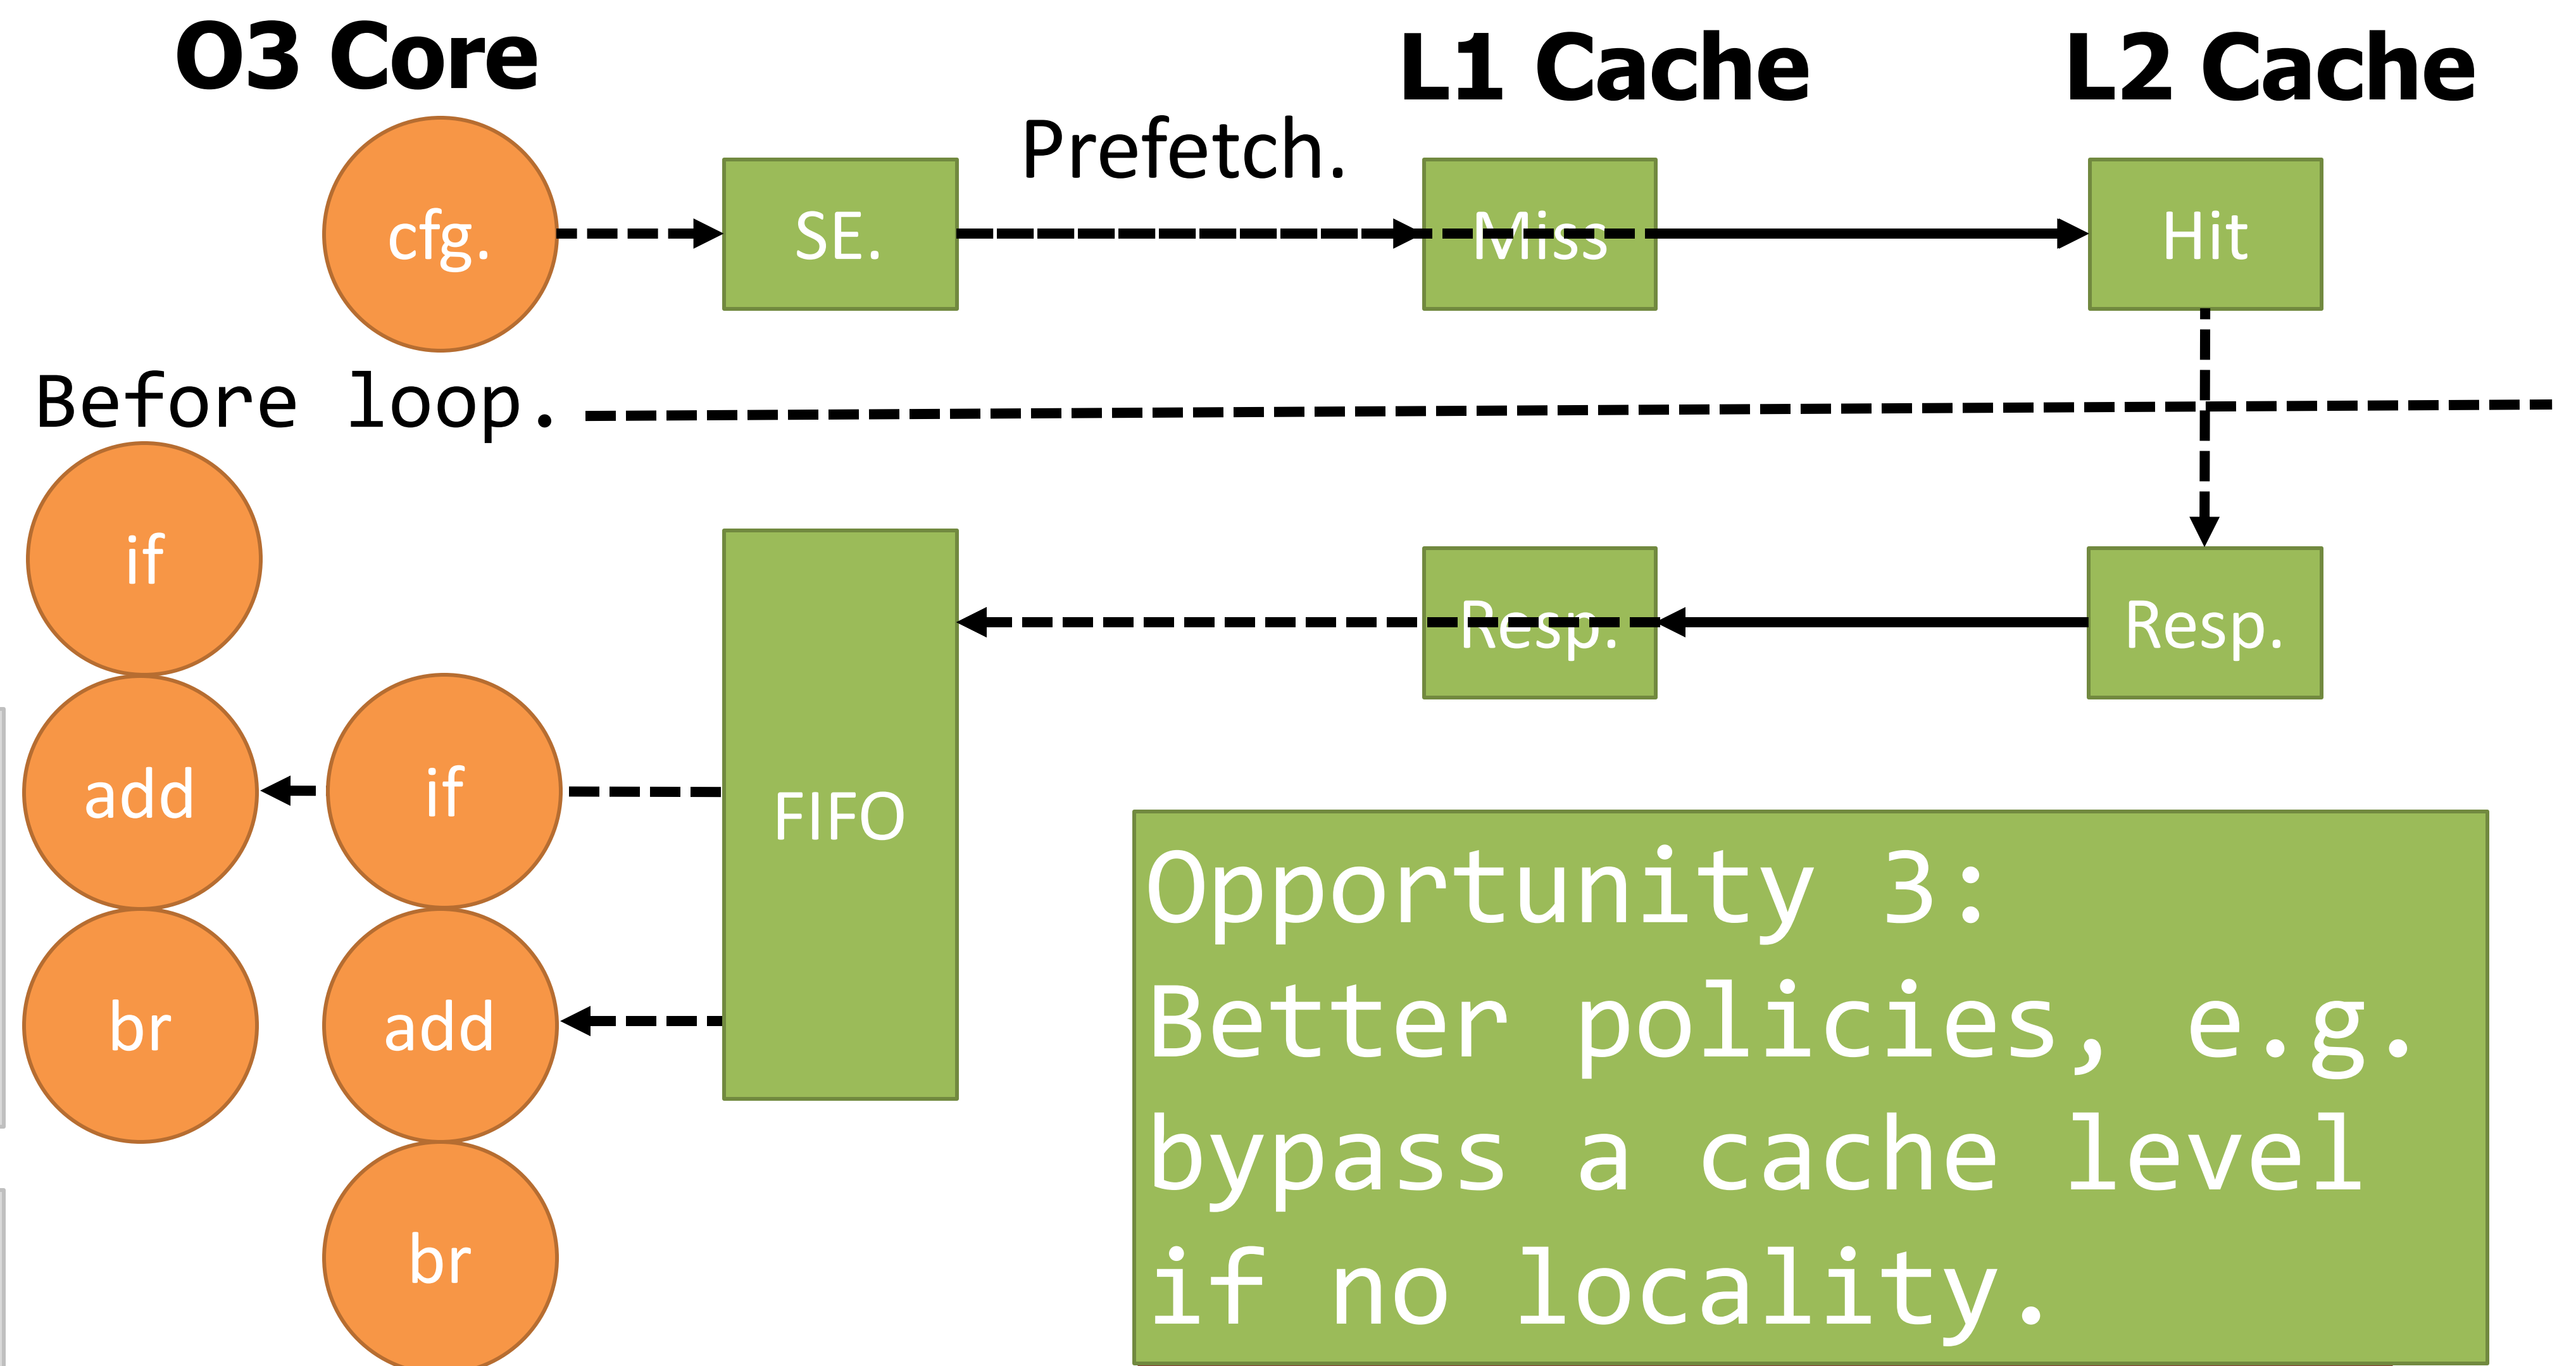 O3 Core
L1 Cache
L2 Cache
Prefetch.
cfg.
SE.
Miss
Hit
Before loop.
if
Resp.
Resp.
add
if
FIFO
br
add
br
Opportunity 3:
Better policies, e.g.
bypass a cache level
if no locality.